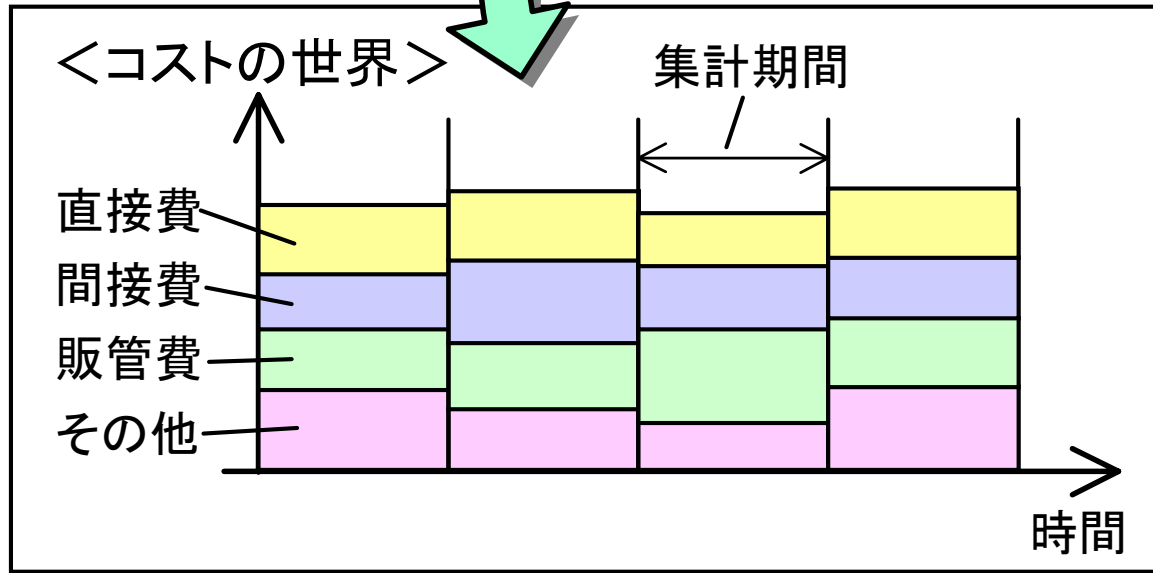 ＜コストの世界＞
集計期間
直接費
間接費
販管費
その他
時間